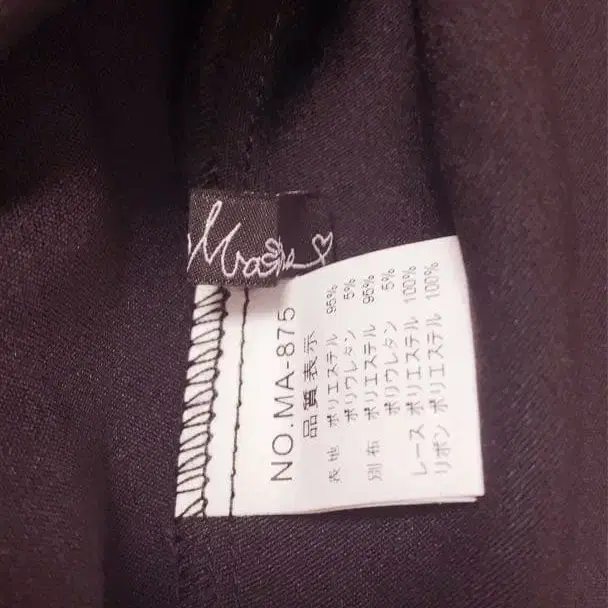 NO.MA-875
品質表示
表 地 ポリエステル 95%
ポリウレタン 5%
別 布 ポリエステル 95%
ポリウレタン 5%
レース ポリエステル 100%
リボン ポリエステル 100%